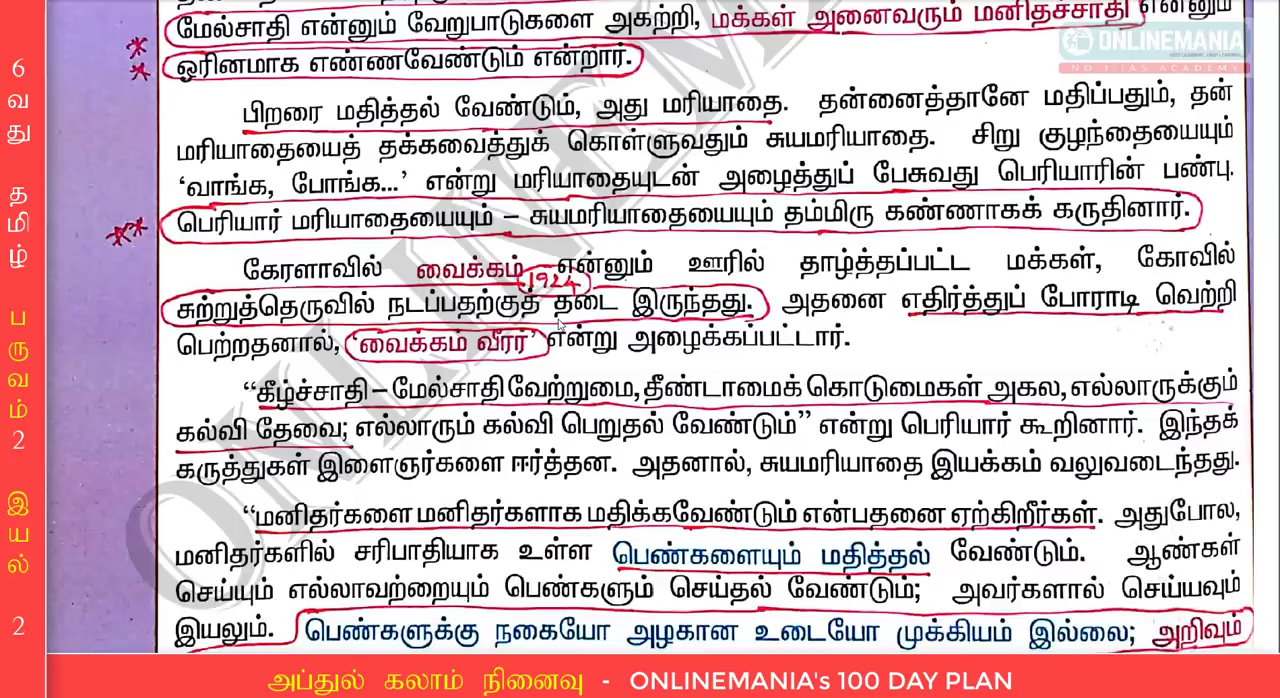 மேல்சாதி என்னும் வேறுபாடுகளை அகற்றி, மக்கள் அனைவரும் மனிதச்சாதி என்னும்
ஓரினமாக எண்ணவேண்டும் என்றார்.
ONLINEMANIA
NO 1 IAS ACADEMY
பிறரை மதித்தல் வேண்டும், அது மரியாதை. தன்னைத்தானே மதிப்பதும், தன்
மரியாதையைத் தக்கவைத்துக் கொள்ளுவதும் சுயமரியாதை. சிறு குழந்தையையும்
‘வாங்க, போங்க...’ என்று மரியாதையுடன் அழைத்துப் பேசுவது பெரியாரின் பண்பு.
பெரியார் மரியாதையையும் – சுயமரியாதையையும் தம்மிரு கண்ணாகக் கருதினார்.
கேரளாவில் வைக்கம் என்னும் ஊரில் தாழ்த்தப்பட்ட மக்கள், கோவில்
1924
சுற்றுத்தெருவில் நடப்பதற்குத் தடை இருந்தது. அதனை எதிர்த்துப் போராடி வெற்றி
பெற்றதனால், ‘வைக்கம் வீரர்’ என்று அழைக்கப்பட்டார்.
“கீழ்ச்சாதி – மேல்சாதி வேற்றுமை, தீண்டாமைக் கொடுமைகள் அகல, எல்லாருக்கும்
கல்வி தேவை; எல்லாரும் கல்வி பெறுதல் வேண்டும்” என்று பெரியார் கூறினார். இந்தக்
கருத்துகள் இளைஞர்களை ஈர்த்தன. அதனால், சுயமரியாதை இயக்கம் வலுவடைந்தது.
“மனிதர்களை மனிதர்களாக மதிக்கவேண்டும் என்பதனை ஏற்கிறீர்கள். அதுபோல,
மனிதர்களில் சரிபாதியாக உள்ள பெண்களையும் மதித்தல் வேண்டும். ஆண்கள்
செய்யும் எல்லாவற்றையும் பெண்களும் செய்தல் வேண்டும்; அவர்களால் செய்யவும்
இயலும். பெண்களுக்கு நகையோ அழகான உடையோ முக்கியம் இல்லை; அறிவும்
6வது தமிழ் பருவம்2 இயல் 2
ONLINEM
அப்துல் கலாம் நினைவு - ONLINEMANIA's 100 DAY PLAN